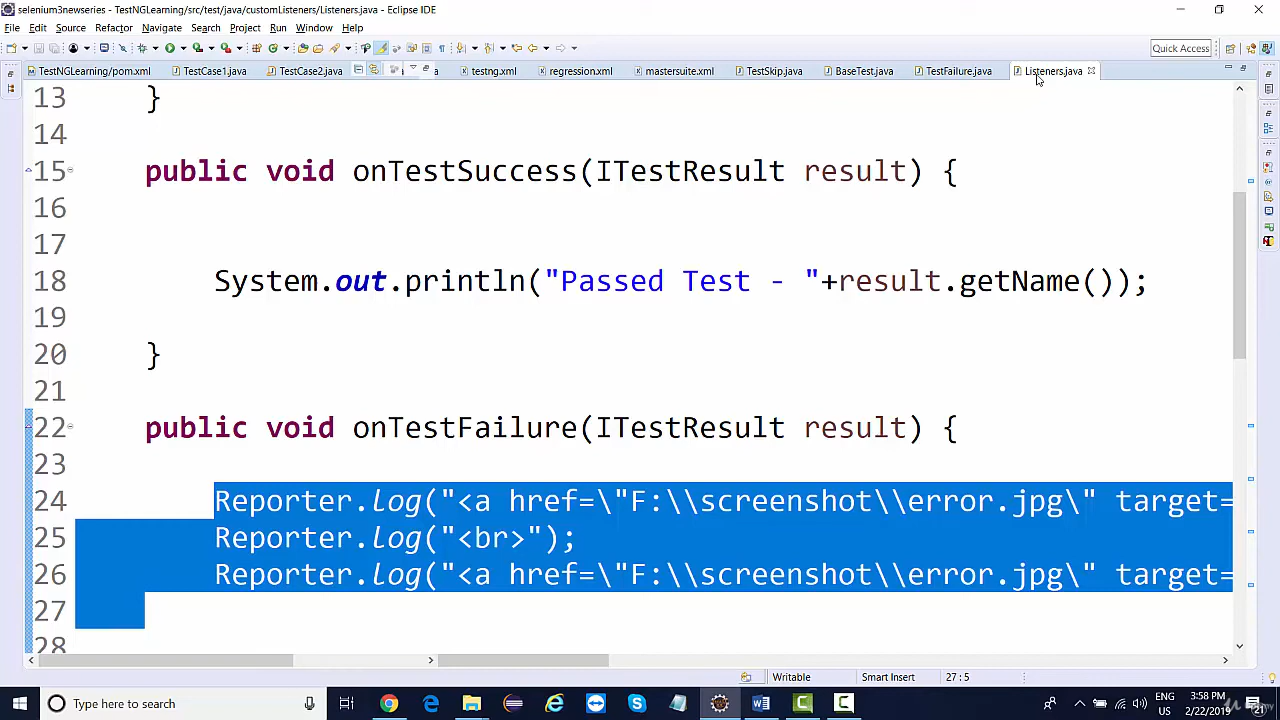 selenium3newseries - TestNGLearning/src/test/java/customListeners/Listeners.java - Eclipse IDE
File Edit Source Refactor Navigate Search Project Run Window Help
Quick Access
TestNGLearning/pom.xml TestCase1.java TestCase2.java testng.xml regression.xml mastersuite.xml TestSkip.java BaseTest.java TestFailure.java Listeners.java
13 }
14
15 public void onTestSuccess(ITestResult result) {
16
17
18 System.out.println("Passed Test - "+result.getName());
19
20 }
21
22 public void onTestFailure(ITestResult result) {
23
24 Reporter.log("<a href=\"F:\\screenshot\\error.jpg\" target=
25 Reporter.log("<br>");
26 Reporter.log("<a href=\"F:\\screenshot\\error.jpg\" target=
27
28
Writable Smart Insert 27 : 5
Type here to search
ENG 3:58 PM
US 2/22/2019